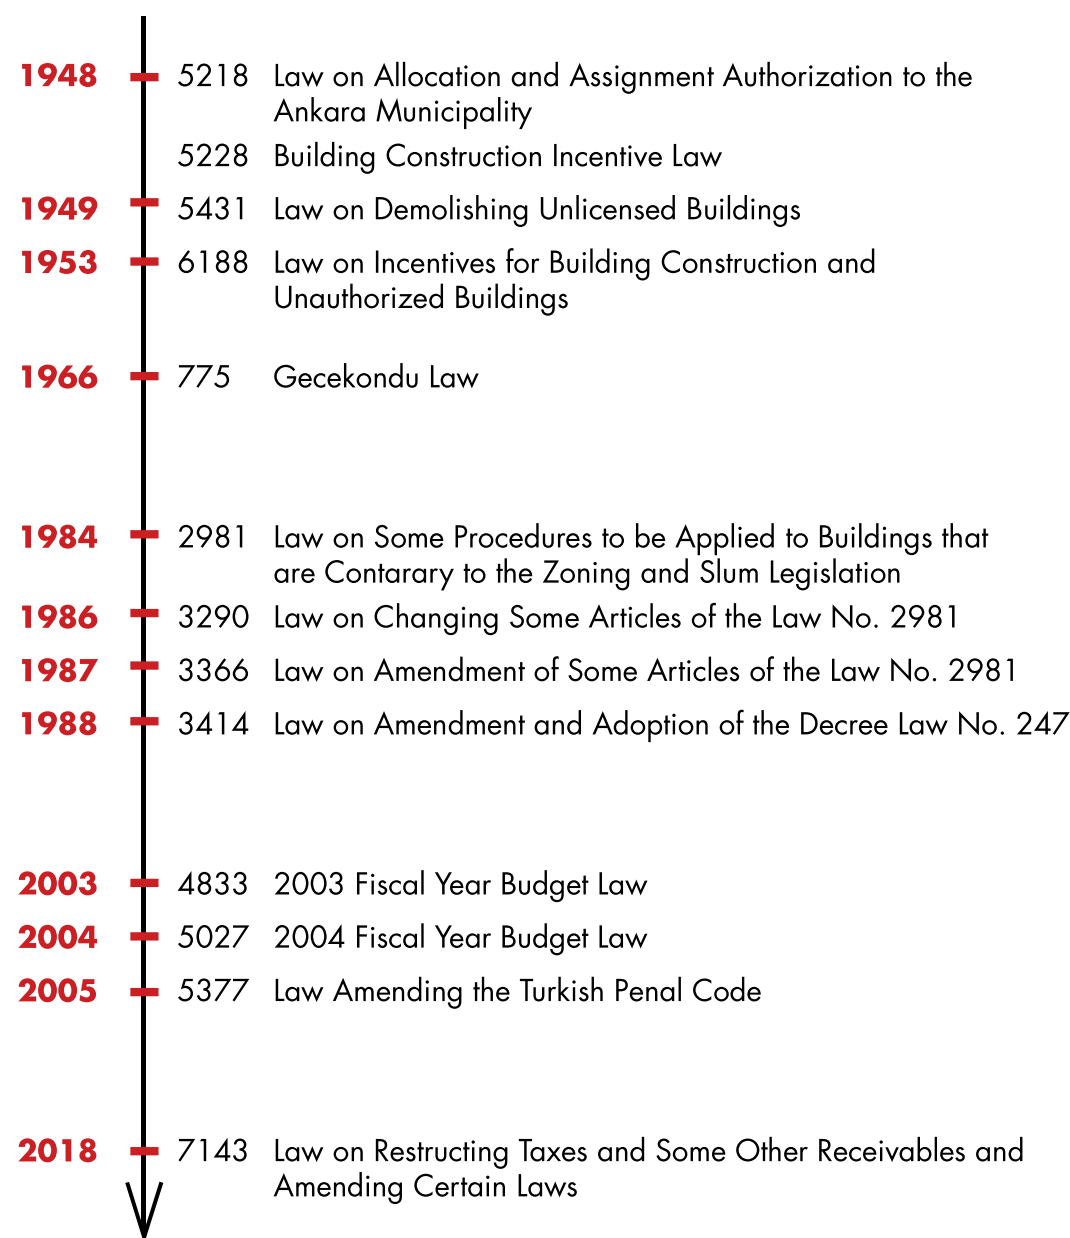 1948 5218 Law on Allocation and Assignment Authorization to the
Ankara Municipality
5228 Building Construction Incentive Law
1949 5431 Law on Demolishing Unlicensed Buildings
1953 6188 Law on Incentives for Building Construction and
Unauthorized Buildings
1966 775 Gecekondu Law
1984 2981 Law on Some Procedures to be Applied to Buildings that
are Contarary to the Zoning and Slum Legislation
1986 3290 Law on Changing Some Articles of the Law No. 2981
1987 3366 Law on Amendment of Some Articles of the Law No. 2981
1988 3414 Law on Amendment and Adoption of the Decree Law No. 247
2003 4833 2003 Fiscal Year Budget Law
2004 5027 2004 Fiscal Year Budget Law
2005 5377 Law Amending the Turkish Penal Code
2018 7143 Law on Restructing Taxes and Some Other Receivables and
Amending Certain Laws